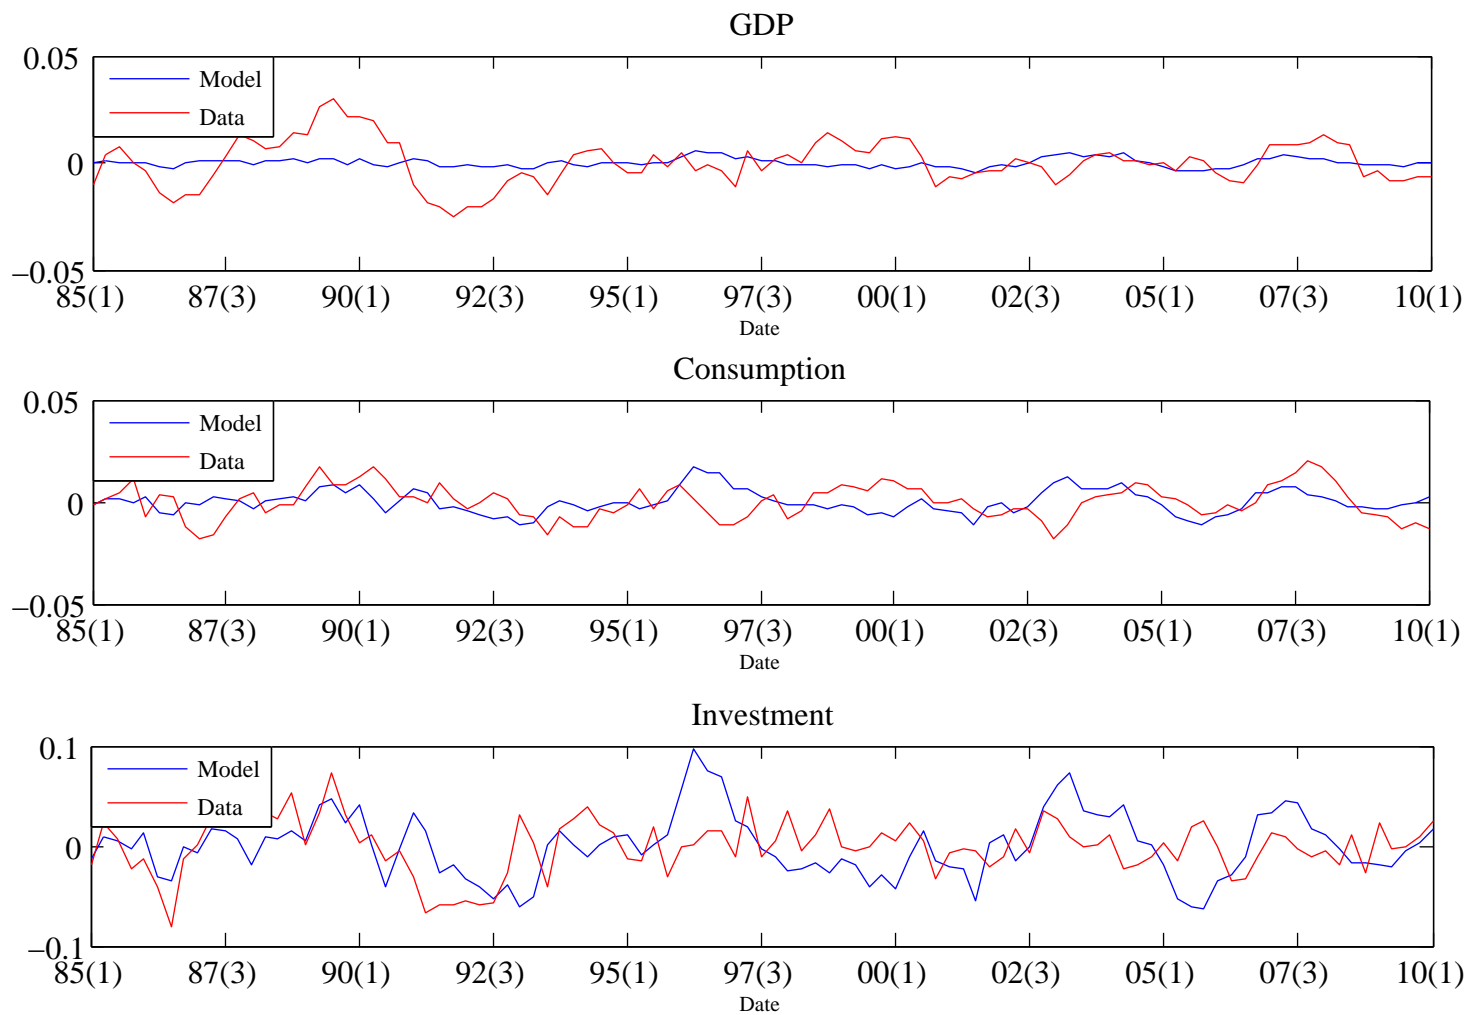 GDP
0.05
Model
Data
0
−0.05
85(1) 87(3) 90(1) 92(3) 95(1) 97(3) 00(1) 02(3) 05(1) 07(3) 10(1)
Date
Consumption
0.05
Model
Data
0
−0.05
85(1) 87(3) 90(1) 92(3) 95(1) 97(3) 00(1) 02(3) 05(1) 07(3) 10(1)
Date
Investment
0.1
Model
Data
0
−0.1
85(1) 87(3) 90(1) 92(3) 95(1) 97(3) 00(1) 02(3) 05(1) 07(3) 10(1)
Date